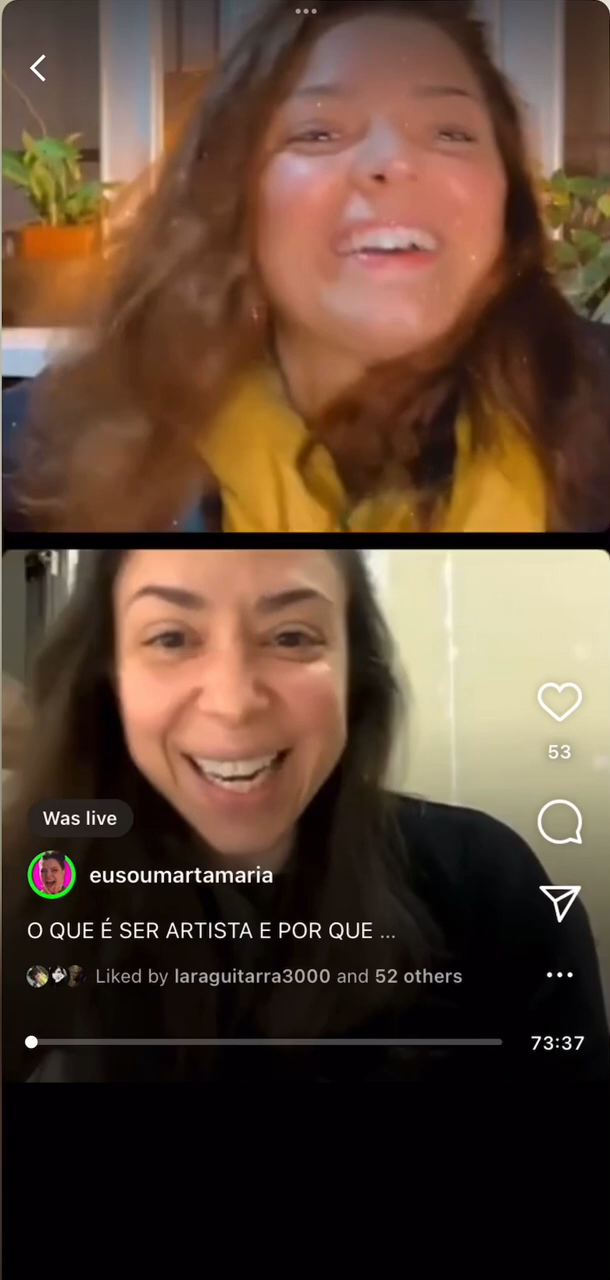 53
Was live
eusoumartamaria
O QUE É SER ARTISTA E POR QUE ...
Liked by laraguitarra3000 and 52 others
73:37